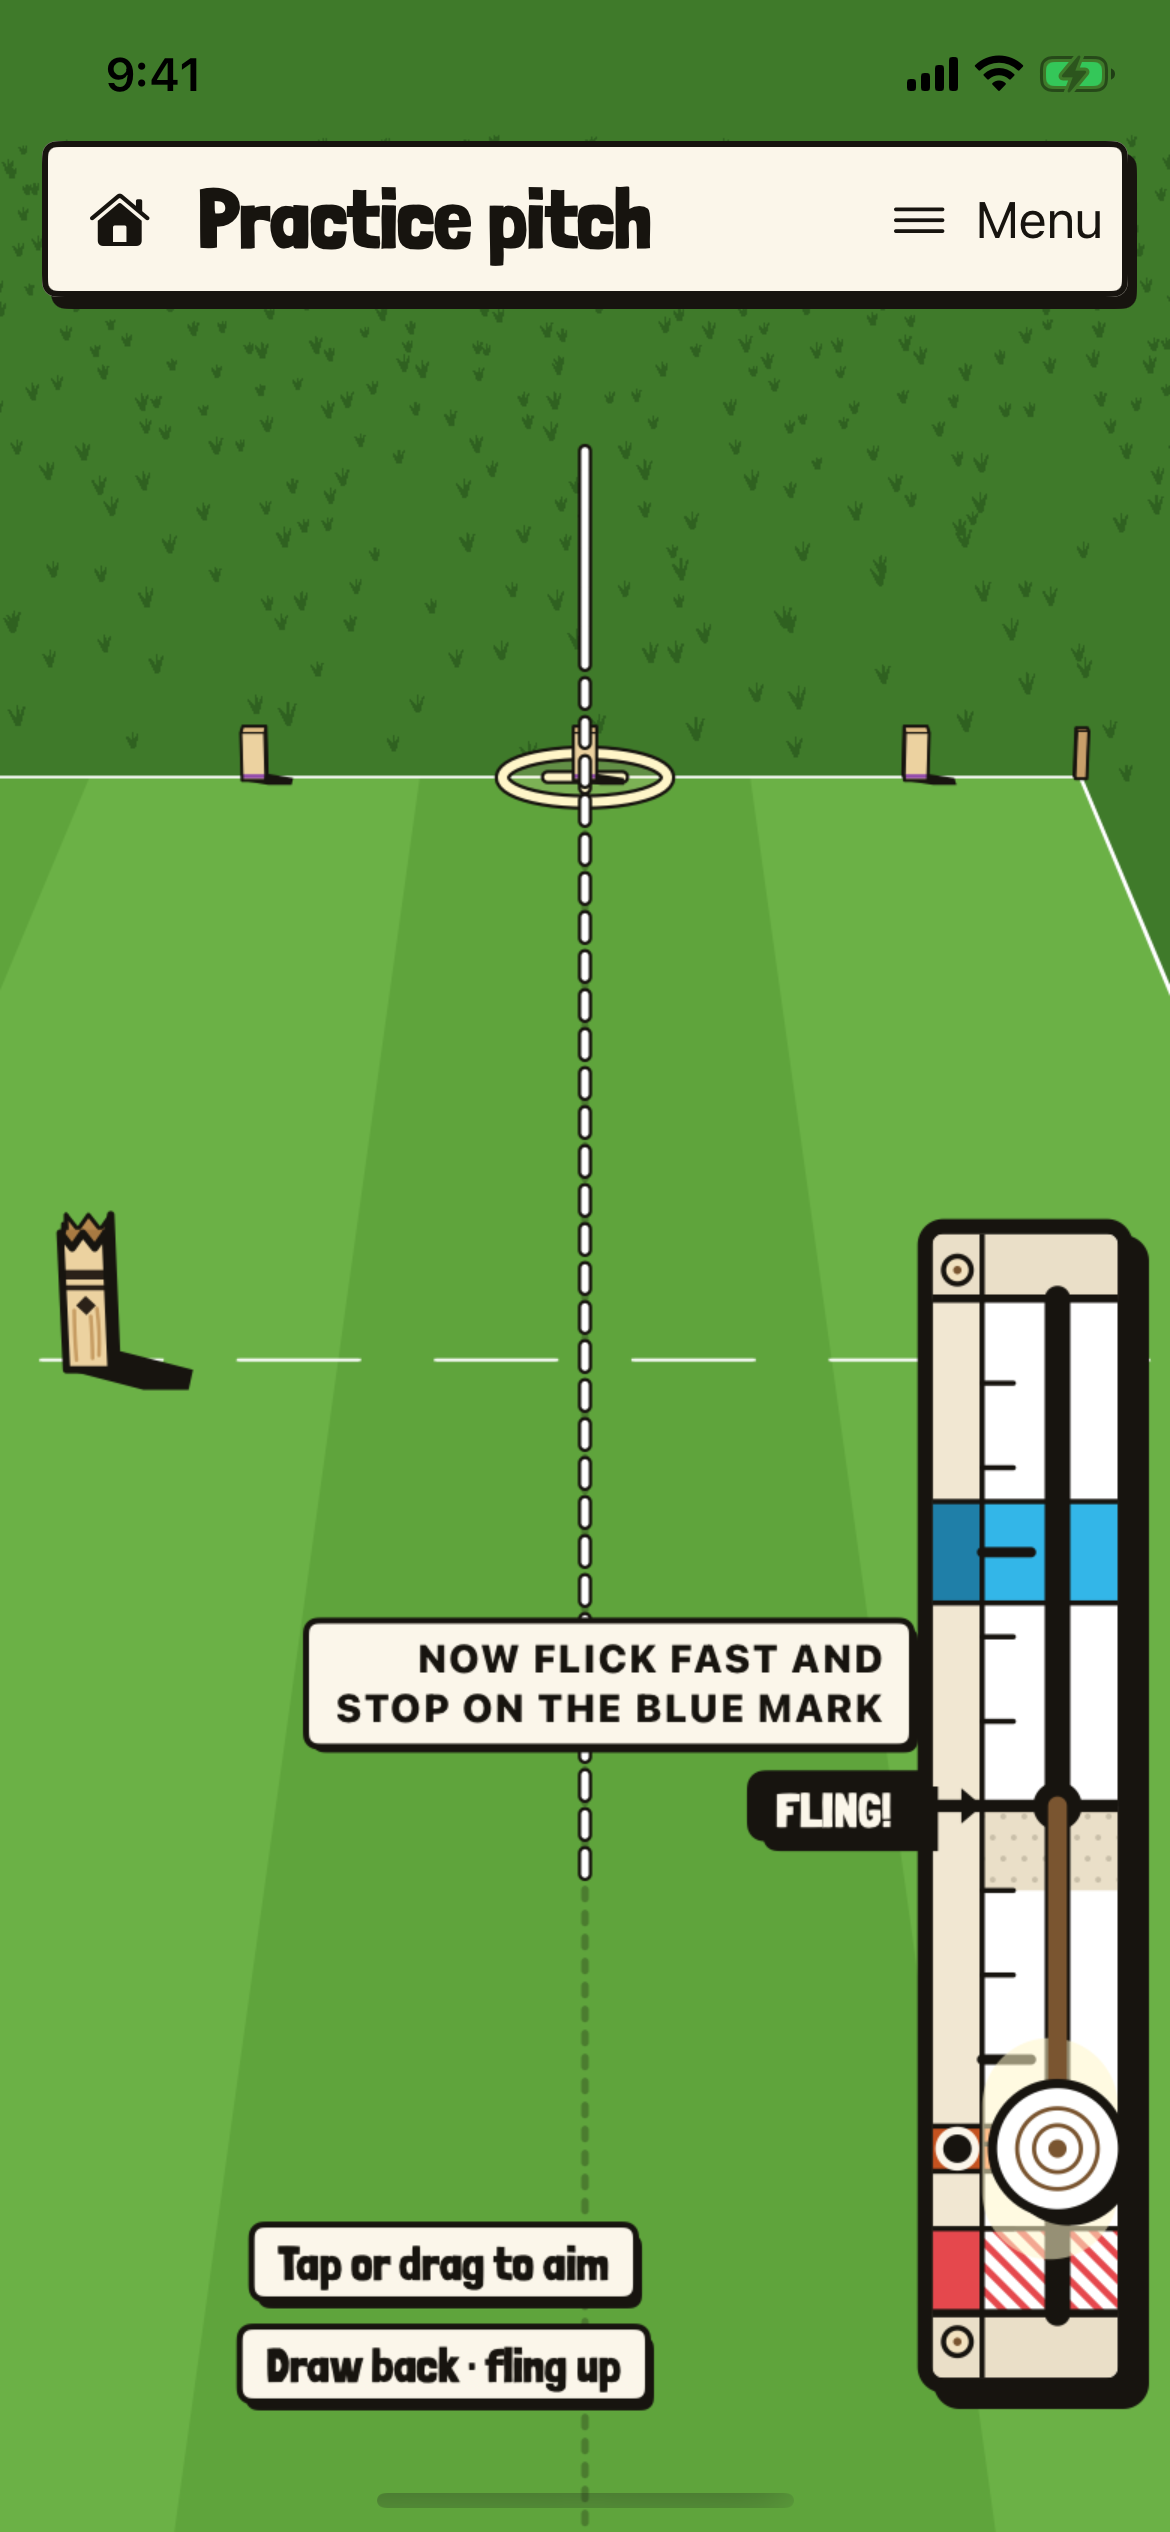 9:41
Practice pitch
Menu
NOW FLICK FAST AND
STOP ON THE BLUE MARK
FLING!
Tap or drag to aim
Draw back · fling up